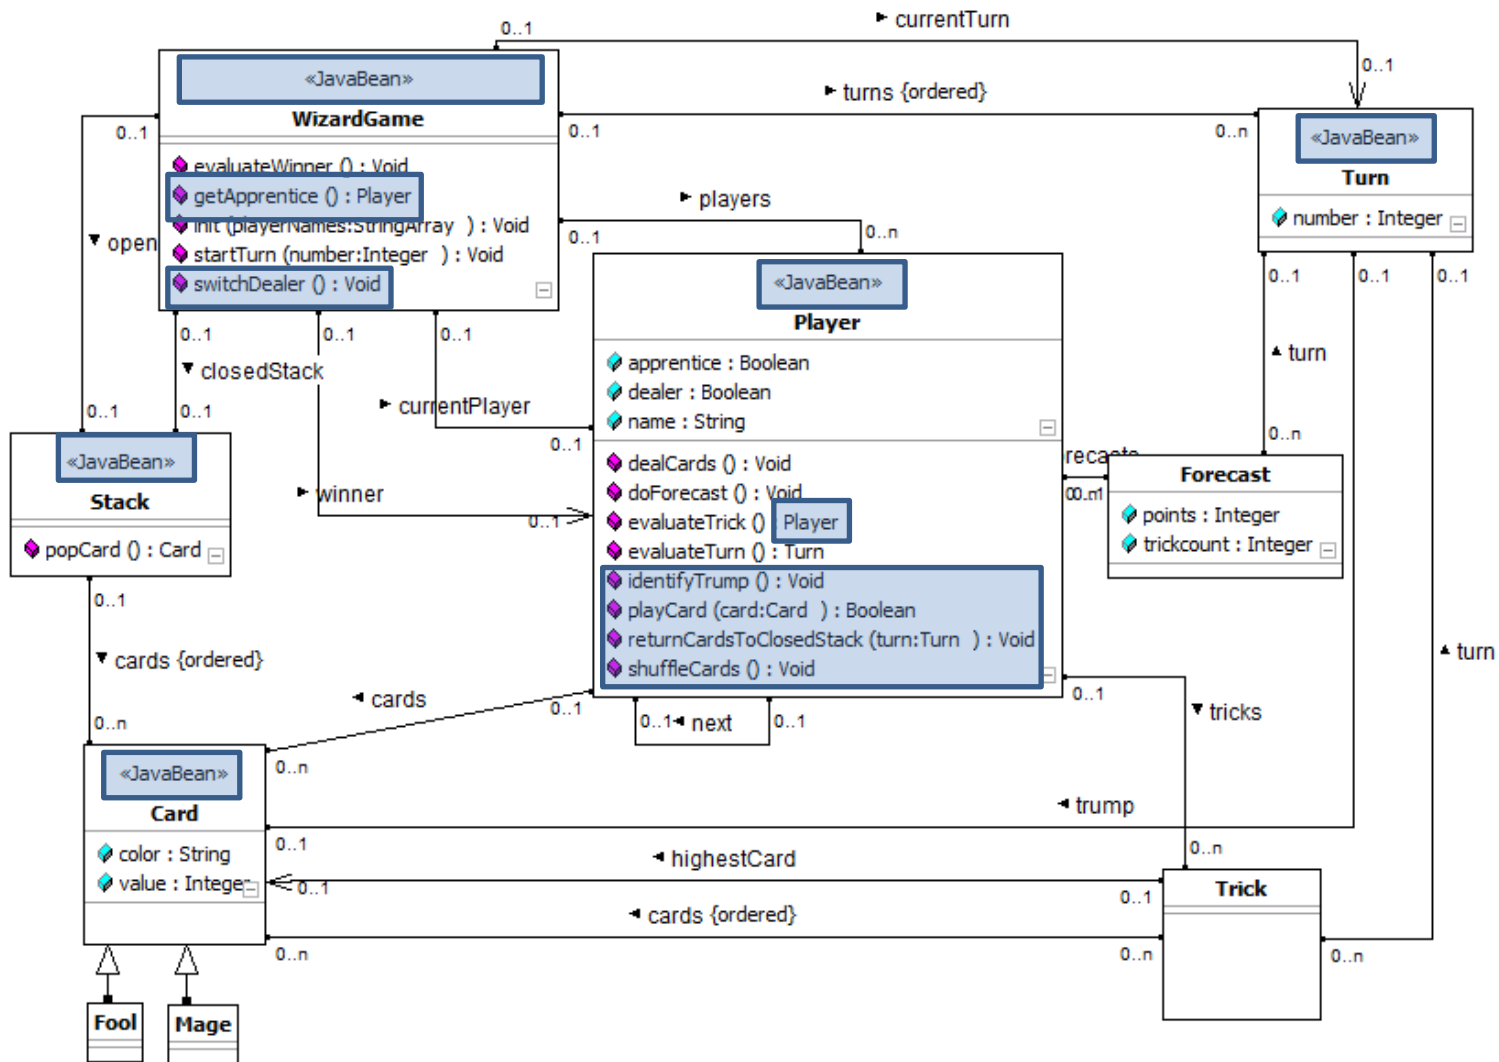 currentTurn
0..1
0..1
«JavaBean»
WizardGame
evaluateWinner () : Void
getApprentice () : Player
init (playerNames:StringArray ) : Void
startTurn (number:Integer ) : Void
switchDealer () : Void
turns {ordered}
0..1
0..n
«JavaBean»
Turn
number : Integer
0..1
open
players
0..1
0..n
0..1
0..1
0..1
0..1
0..1
0..1
closedStack
currentPlayer
winner
0..1
0..1
0..1
0..1
«JavaBean»
Player
apprentice : Boolean
dealer : Boolean
name : String
dealCards () : Void
doForecast () : Void
evaluateTrick () Player
evaluateTurn () : Turn
identifyTrump () : Void
playCard (card:Card ) : Boolean
returnCardsToClosedStack (turn:Turn ) : Void
shuffleCards () : Void
turn
0..n
Forecast
points : Integer
trickcount : Integer
«JavaBean»
Stack
popCard () : Card
0..1
cards {ordered}
0..n
cards
0..1
0..n
0..1
next
0..1
0..1
tricks
0..n
turn
«JavaBean»
Card
color : String
value : Integer
trump
0..1
highestCard
0..1
0..1
cards {ordered}
0..n
0..n
Trick
0..n
Fool
Mage